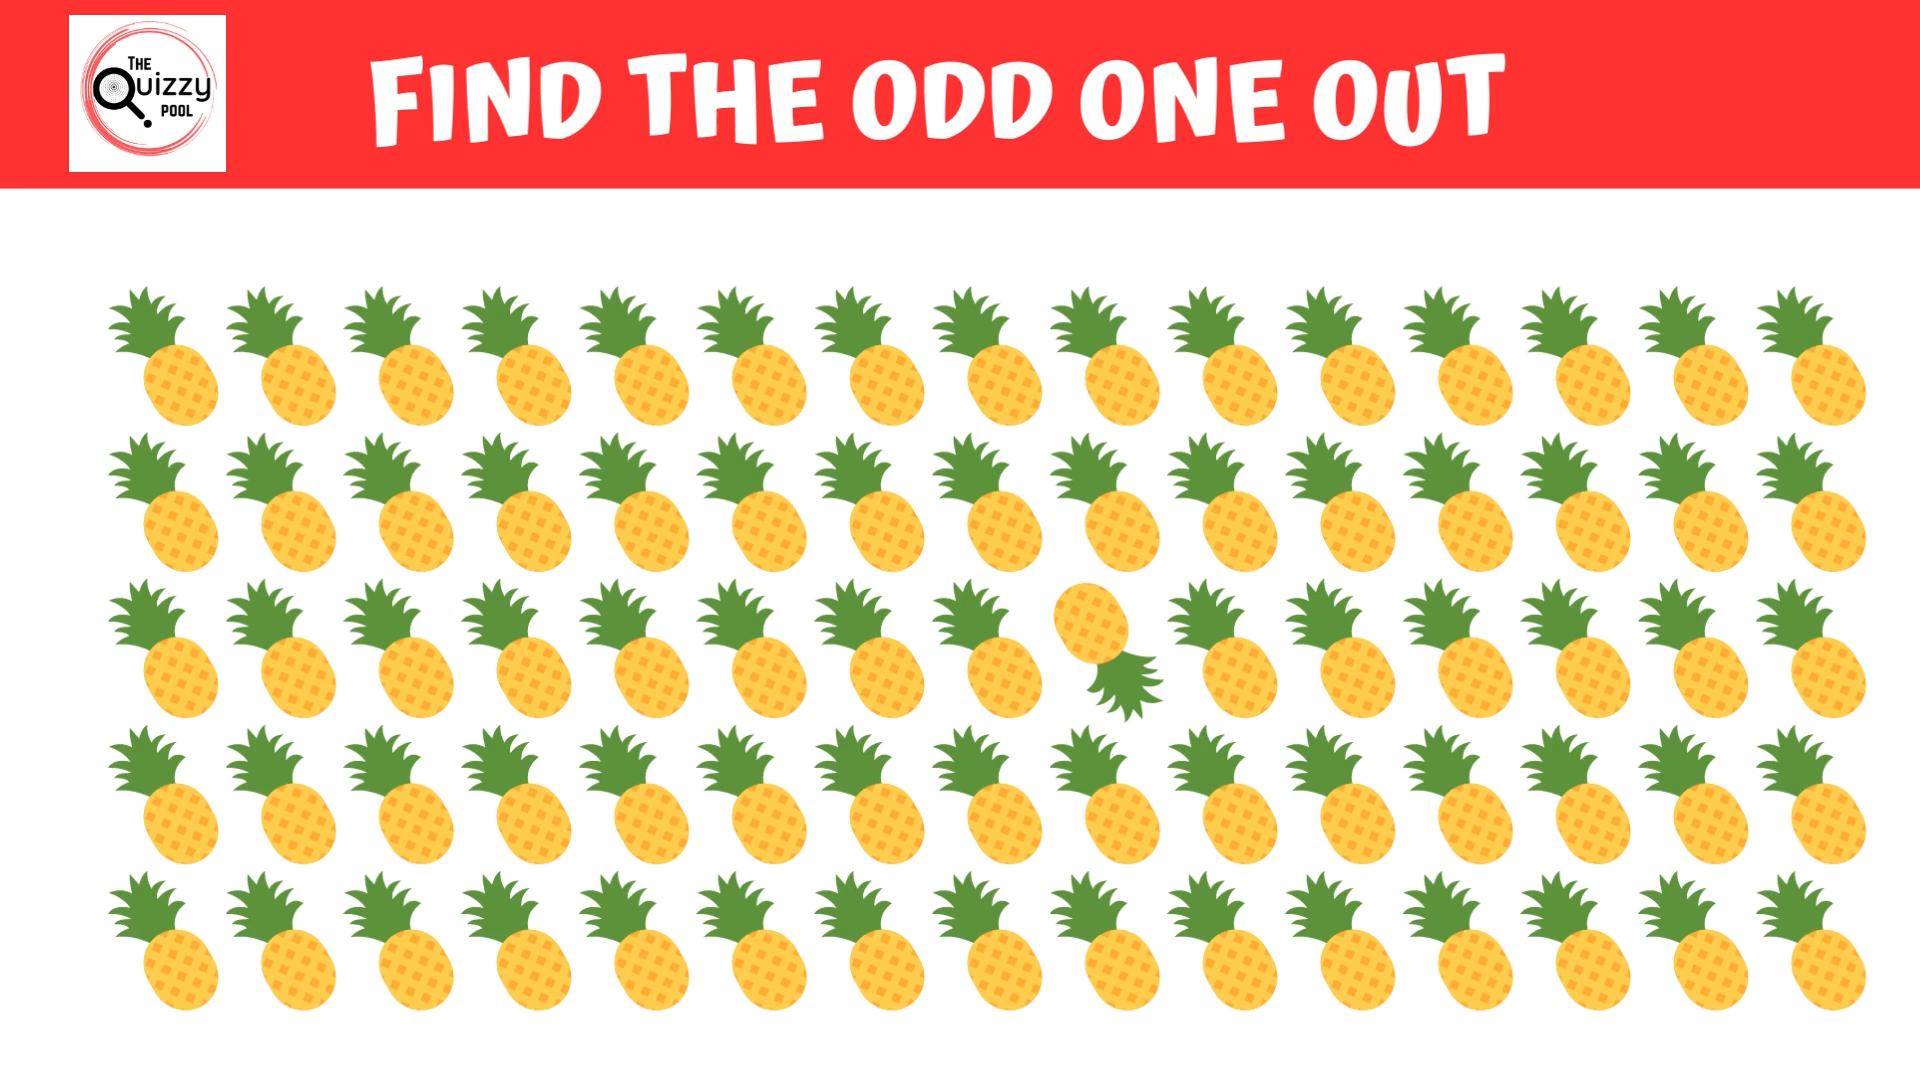 THE
Quizzy
POOL
FIND THE ODD ONE OUT